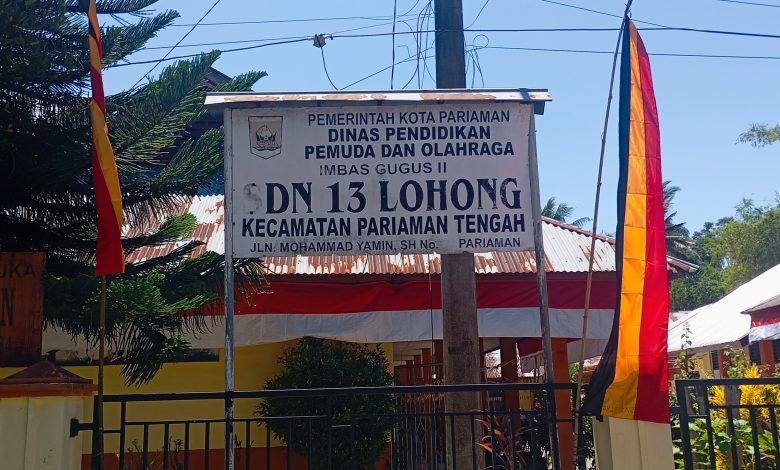 PEMERINTAH KOTA PARIAMAN
DINAS PENDIDIKAN
PEMUDA DAN OLAHRAGA
IMBAS GUGUS II
SDN 13 LOHONG
KECAMATAN PARIAMAN TENGAH
JLN. MOHAMMAD YAMIN, SH No. PARIAMAN